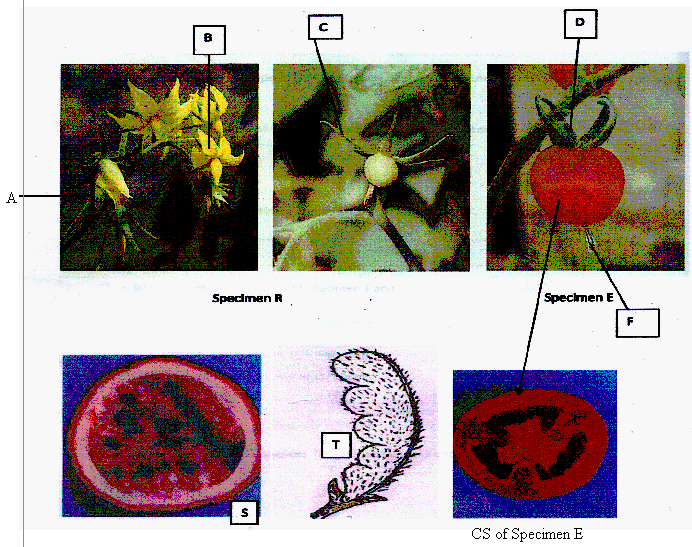 B
C
D
A
Specimen R
Specimen E
F
T
S
CS of Specimen E